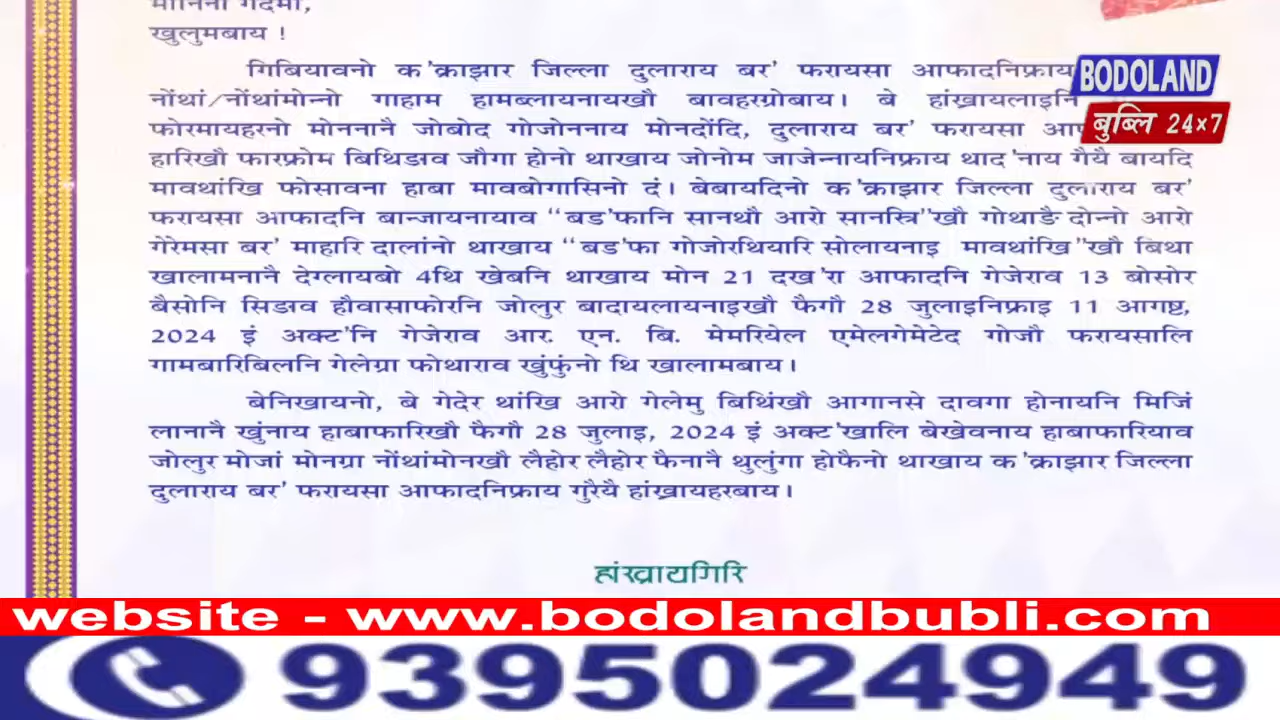 खुलुमबाय !
गिबियावनो क'क्राझार जिल्ला दुलाराय बर' फरायसा आफादनिफ्राय
नोंथां/नोंथांमोन्नो गाहाम हामब्लायनायखौ बावहरग्रोबाय। बे हांख्रायलाइनि
फोरमायहरनो मोननानै जोबोद गोजोननाय मोनदोंदि, दुलाराय बर' फरायसा
हारिखौ फारफ्रोम बिथिङाव जौगा होनो थाखाय जोनोम जाजेन्नायनिफ्राय थाद'नाय गैयै बायदि
मावथांखि फोसावना हाबा मावबोगासिनो दं। बेबायदिनो क'क्राझार जिल्ला दुलाराय बर'
फरायसा आफादनि बान्जायनायाव "बड'फानि सानथौ आरो सानस्रि"खौ गोथाङै दोन्नो आरो
गेरेमसा बर' माहारि दालांनो थाखाय "बड'फा गोजोरथियारि सोलायनाइ मावथांखि"खौ बिथा
खालामनानै देग्लायबो 4थि खेबनि थाखाय मोन 21 दख'रा आफादनि गेजेराव 13 बोसोर
बैसोनि सिङाव हौवासाफोरनि जोलुर बादायलायनाइखौ फैगौ 28 जुलाइनिफ्राइ 11 आगष्ट,
2024 इं अक्ट'नि गेजेराव आर. एन. बि. मेमरियेल एमेलगेमेटेद गोजौ फरायसालि
गामबारिबिलनि गेलेग्रा फोथाराव खुंफुंनो थि खालामबाय।
बेनिखायनो, बे गेदेर थांखि आरो गेलेमु बिथिंखौ आगानसे दावगा होनायनि मिजिं
लानानै खुंनाय हाबाफारिखौ फैगौ 28 जुलाइ, 2024 इं अक्ट'खालि बेखेवनाय हाबाफारियाव
जोलुर मोजां मोनग्रा नोंथांमोनखौ लैहोर लैहोर फैनानै थुलुंगा होफैनो थाखाय क'क्राझार जिल्ला
दुलाराय बर' फरायसा आफादनिफ्राय गुरैयै हांख्रायहरबाय।
हांख्रायगिरि
BODOLAND
बुब्लि 24×7
website - www.bodolandbubli.com
9395024949